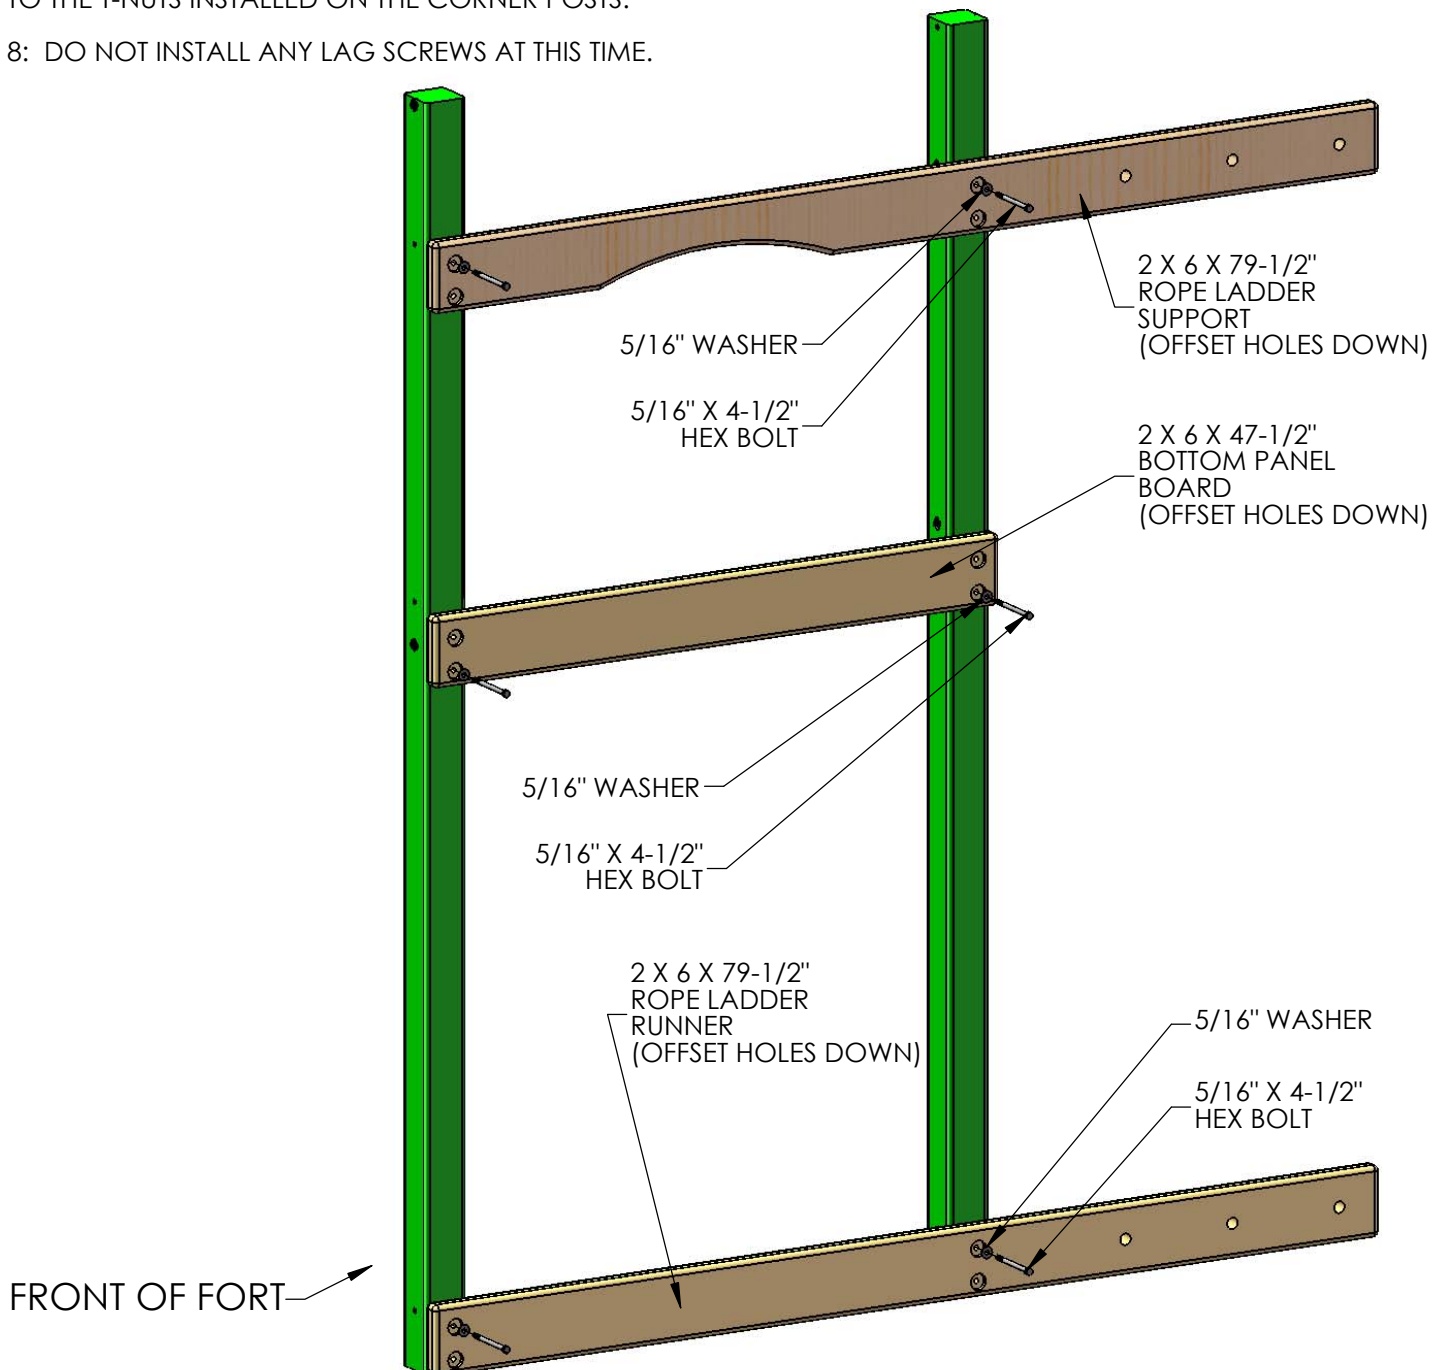 TO THE T-NUTS INSTALLED ON THE CORNER POSTS.
8: DO NOT INSTALL ANY LAG SCREWS AT THIS TIME.
2 X 6 X 79-1/2"
ROPE LADDER
SUPPORT
(OFFSET HOLES DOWN)
5/16" WASHER
5/16" X 4-1/2"
HEX BOLT
2 X 6 X 47-1/2"
BOTTOM PANEL
BOARD
(OFFSET HOLES DOWN)
5/16" WASHER
5/16" X 4-1/2"
HEX BOLT
2 X 6 X 79-1/2"
ROPE LADDER
RUNNER
(OFFSET HOLES DOWN)
5/16" WASHER
5/16" X 4-1/2"
HEX BOLT
FRONT OF FORT